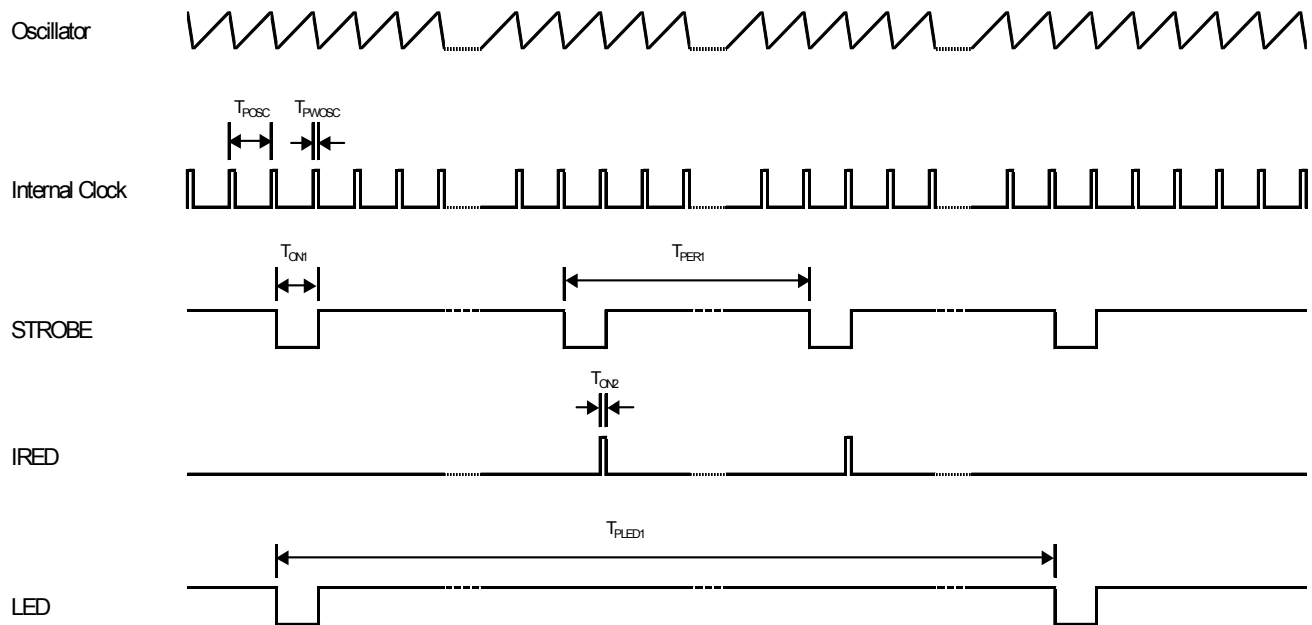 Oscillator
TPOSC TPWOSC
Internal Clock
TON1 TPER1
STROBE
TON2
IRED
TPLED1
LED